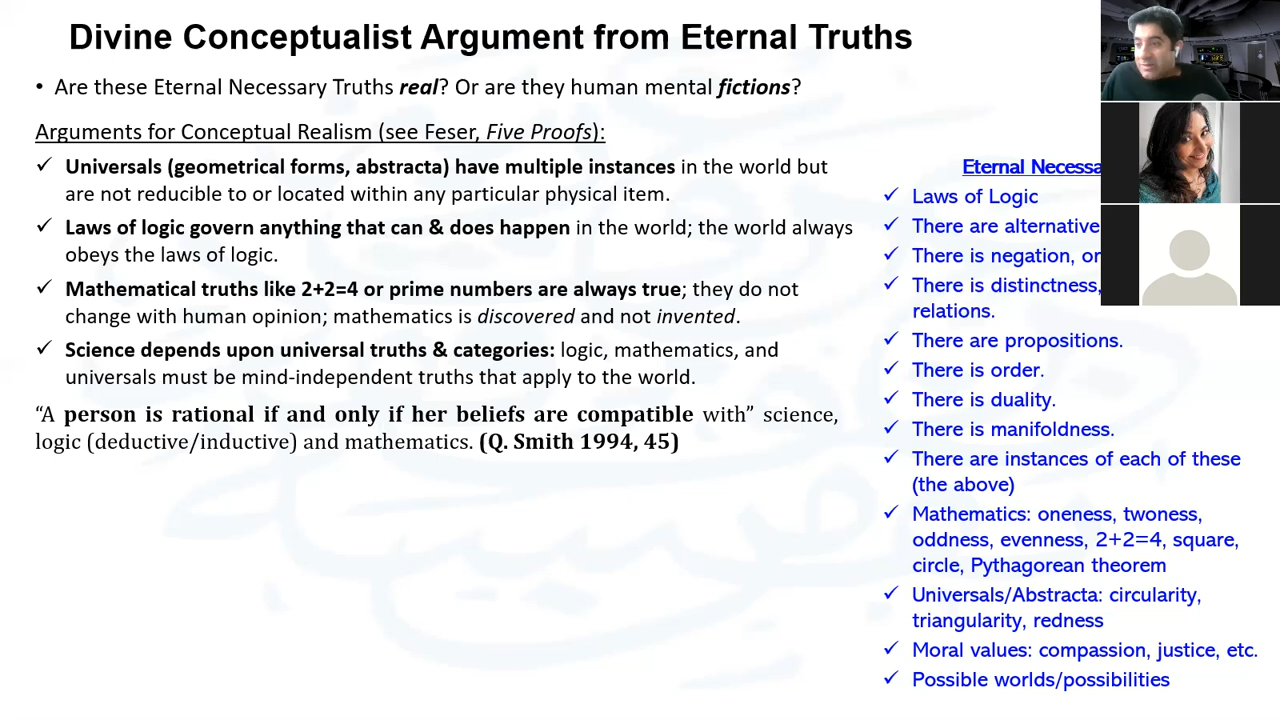 Divine Conceptualist Argument from Eternal Truths
• Are these Eternal Necessary Truths real? Or are they human mental fictions?
Arguments for Conceptual Realism (see Feser, Five Proofs):
✓ Universals (geometrical forms, abstracta) have multiple instances in the world but
are not reducible to or located within any particular physical item.
✓ Laws of logic govern anything that can & does happen in the world; the world always
obeys the laws of logic.
✓ Mathematical truths like 2+2=4 or prime numbers are always true; they do not
change with human opinion; mathematics is discovered and not invented.
✓ Science depends upon universal truths & categories: logic, mathematics, and
universals must be mind-independent truths that apply to the world.
“A person is rational if and only if her beliefs are compatible with” science,
logic (deductive/inductive) and mathematics. (Q. Smith 1994, 45)
Eternal Necessa
✓ Laws of Logic
✓ There are alternative
✓ There is negation, or
✓ There is distinctness,
relations.
✓ There are propositions.
✓ There is order.
✓ There is duality.
✓ There is manifoldness.
✓ There are instances of each of these
(the above)
✓ Mathematics: oneness, twoness,
oddness, evenness, 2+2=4, square,
circle, Pythagorean theorem
✓ Universals/Abstracta: circularity,
triangularity, redness
✓ Moral values: compassion, justice, etc.
✓ Possible worlds/possibilities